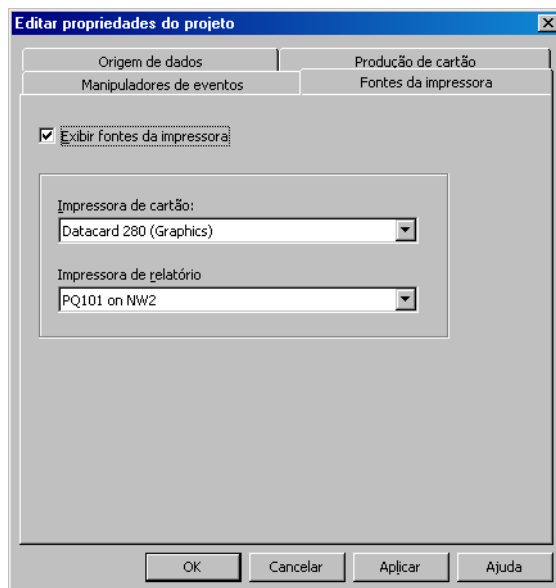 Editar propriedades do projeto
Origem de dados
Produção de cartão
Manipuladores de eventos
Fontes da impressora
Exibir fontes da impressora
Impressora de cartão:
Datacard 280 (Graphics)
Impressora de relatório
PQ101 on NW2
OK
Cancelar
Aplicar
Ajuda